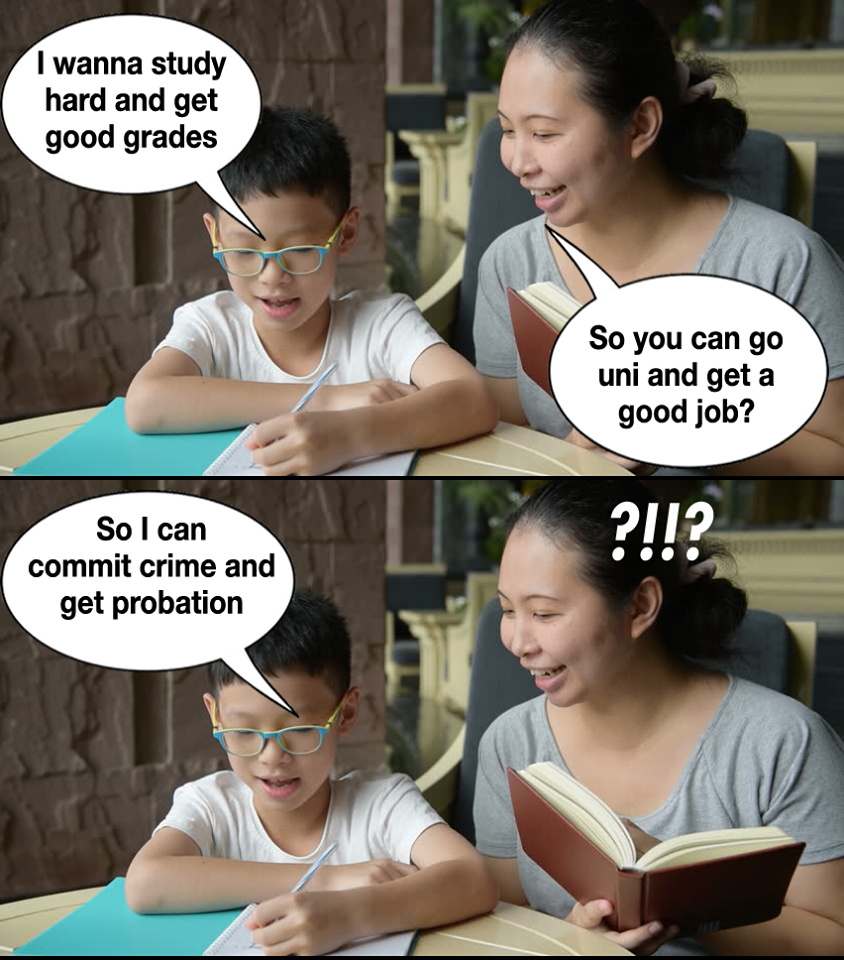 I wanna study
hard and get
good grades
So you can go
uni and get a
good job?
So I can
commit crime and
get probation
?!!?